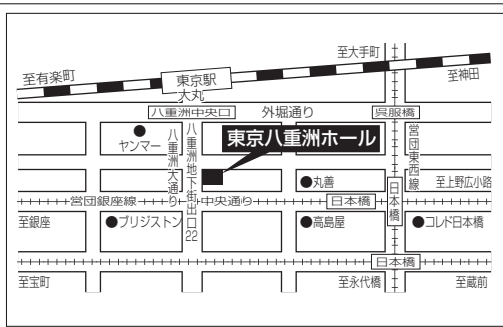 至大手町
至有楽町
東京駅
至神田
大丸
八重洲中央口
外堀通り
呉服橋
ヤンマー
八重洲大通り
八重洲地下街出口22
東京八重洲ホール
営団東西線
丸善
日本橋
至上野広小路
営団銀座線
中央通り
日本橋
至銀座
ブリジストン
高島屋
コレド日本橋
日本橋
至宝町
至永代橋
至蔵前